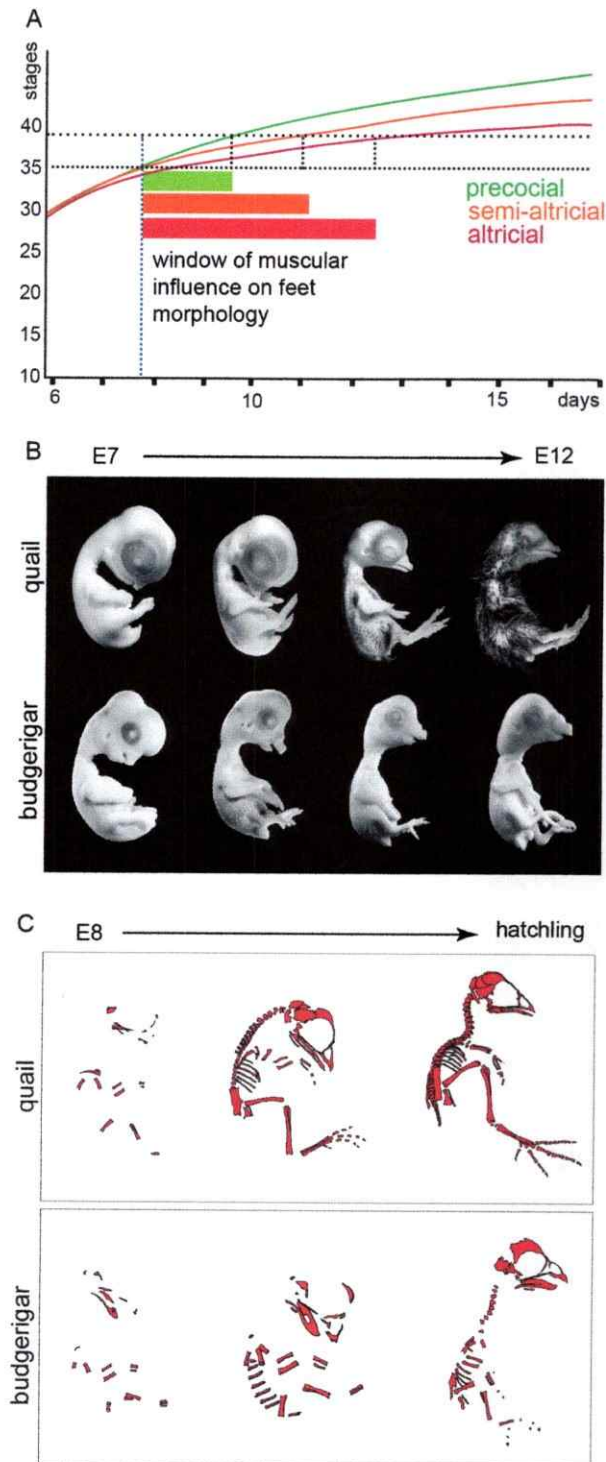 A
stages
40
35
30
25
20
15
10
precocial
semi-altricial
altricial
window of muscular
influence on feet
morphology
6
10
15
days
B
E7
E12
quail
budgerigar
C
E8
hatchling
quail
budgerigar